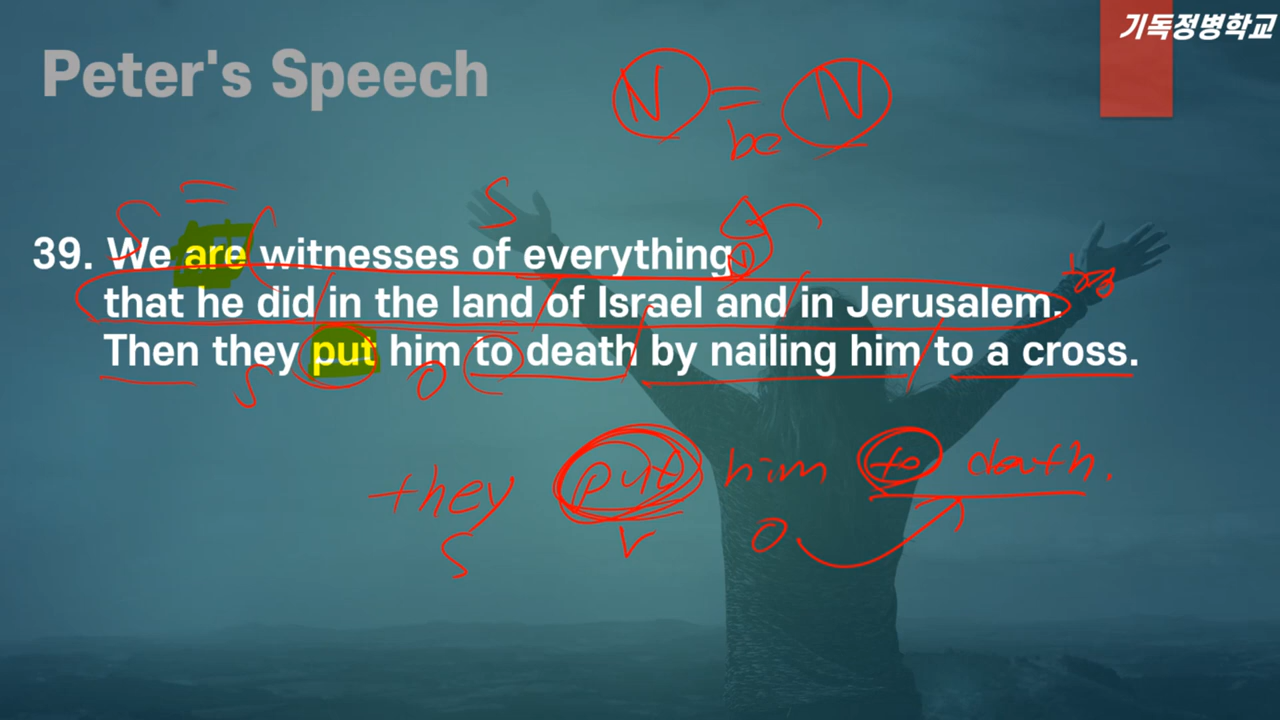 기독정병학교
Peter's Speech
N = N
be
S = S
39. We are witnesses of everything
that he did in the land of Israel and in Jerusalem.
Then they put him to death by nailing him to a cross.
S O
they put him to death.
S V O